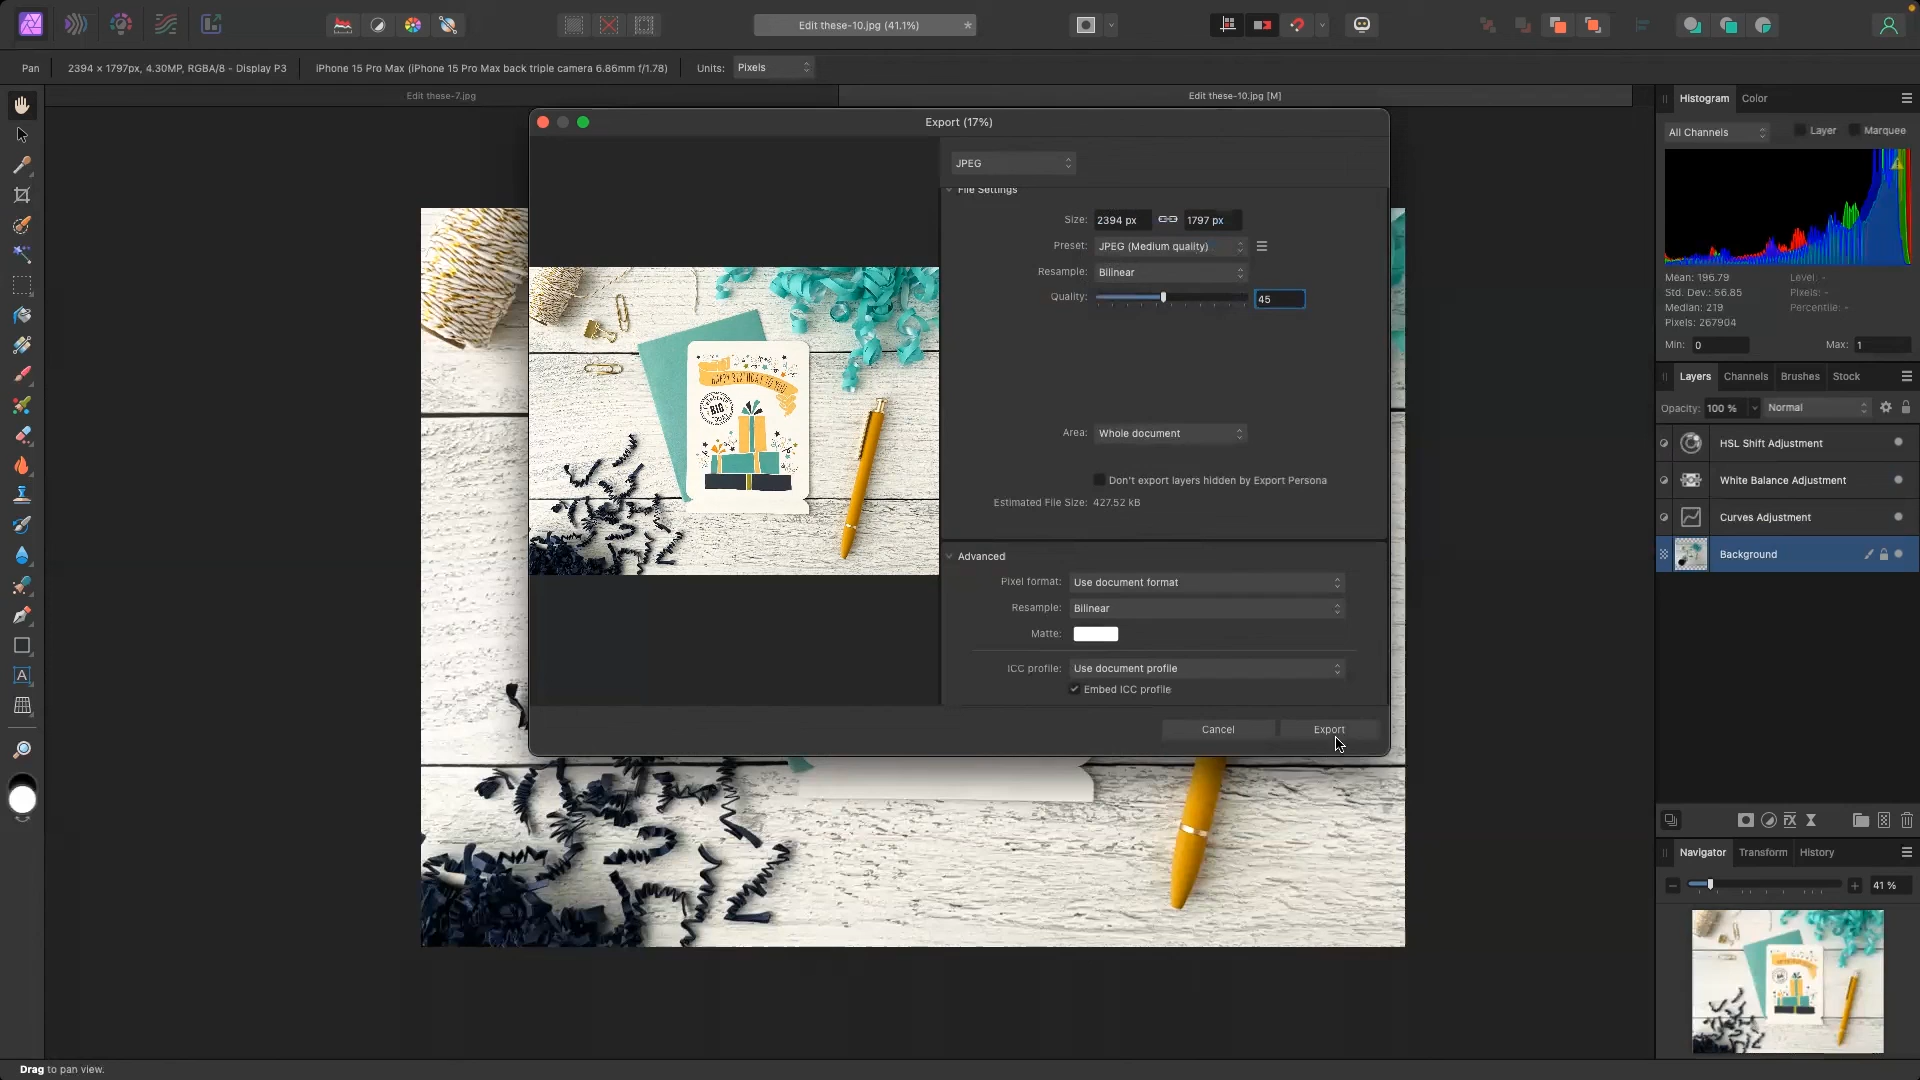 Edit these-10.jpg (41.1%)
*
Pan
2394 × 1797px, 4.30MP, RGBA/8 - Display P3
iPhone 15 Pro Max (iPhone 15 Pro Max back triple camera 6.86mm f/1.78)
Units:
Pixels
Edit these-7.jpg
Edit these-10.jpg [M]
Export (17%)
JPEG
File Settings
Size:
2394 px
1797 px
Preset:
JPEG (Medium quality)
Resample:
Bilinear
Quality:
45
Area:
Whole document
Don't export layers hidden by Export Persona
Estimated File Size: 427.52 kB
Advanced
Pixel format:
Use document format
Resample:
Bilinear
Matte:
ICC profile:
Use document profile
Embed ICC profile
Cancel
Export
HAPPY BIRTHDAY TO YOU
BIG
Histogram
Color
All Channels
Layer
Marquee
Mean: 196.79
Std. Dev.: 56.85
Median: 219
Pixels: 267904
Level: -
Pixels: -
Percentile: -
Min:
0
Max:
1
Layers
Channels
Brushes
Stock
Opacity:
100 %
Normal
HSL Shift Adjustment
White Balance Adjustment
Curves Adjustment
Background
Navigator
Transform
History
41 %
Drag to pan view.